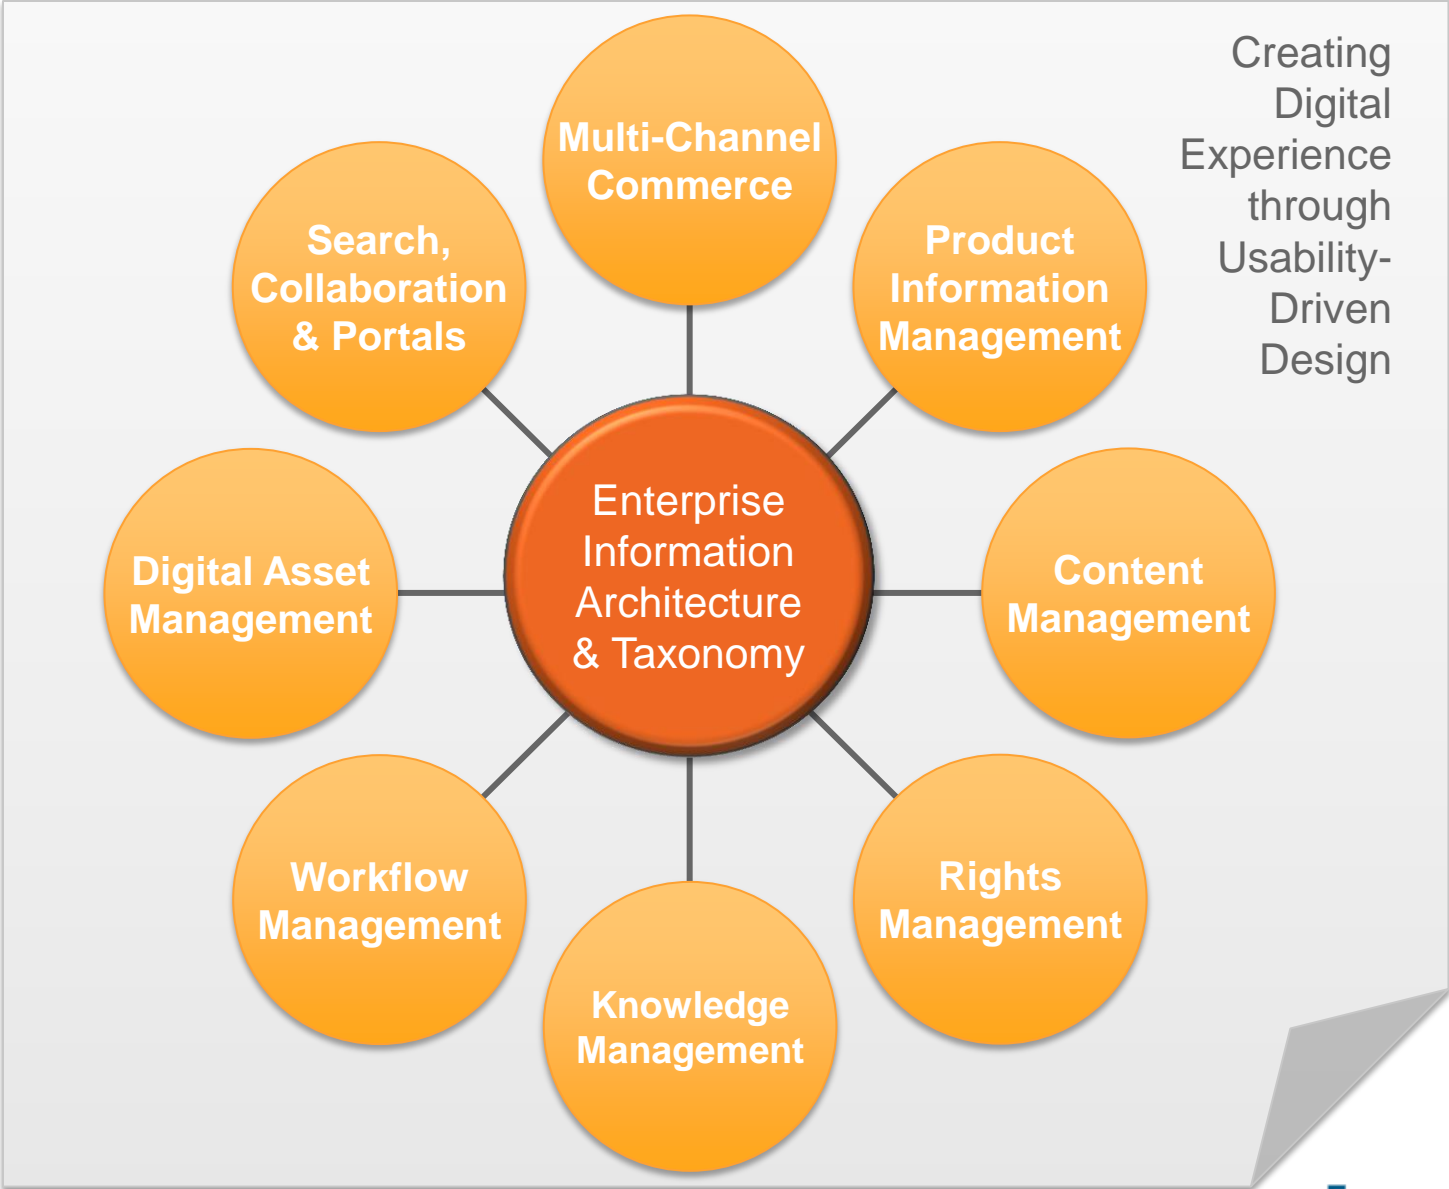 Creating
Digital
Experience
through
Usability-
Driven
Design
Multi-Channel
Commerce
Product
Information
Management
Content
Management
Rights
Management
Knowledge
Management
Workflow
Management
Digital Asset
Management
Search,
Collaboration
& Portals
Enterprise
Information
Architecture
& Taxonomy